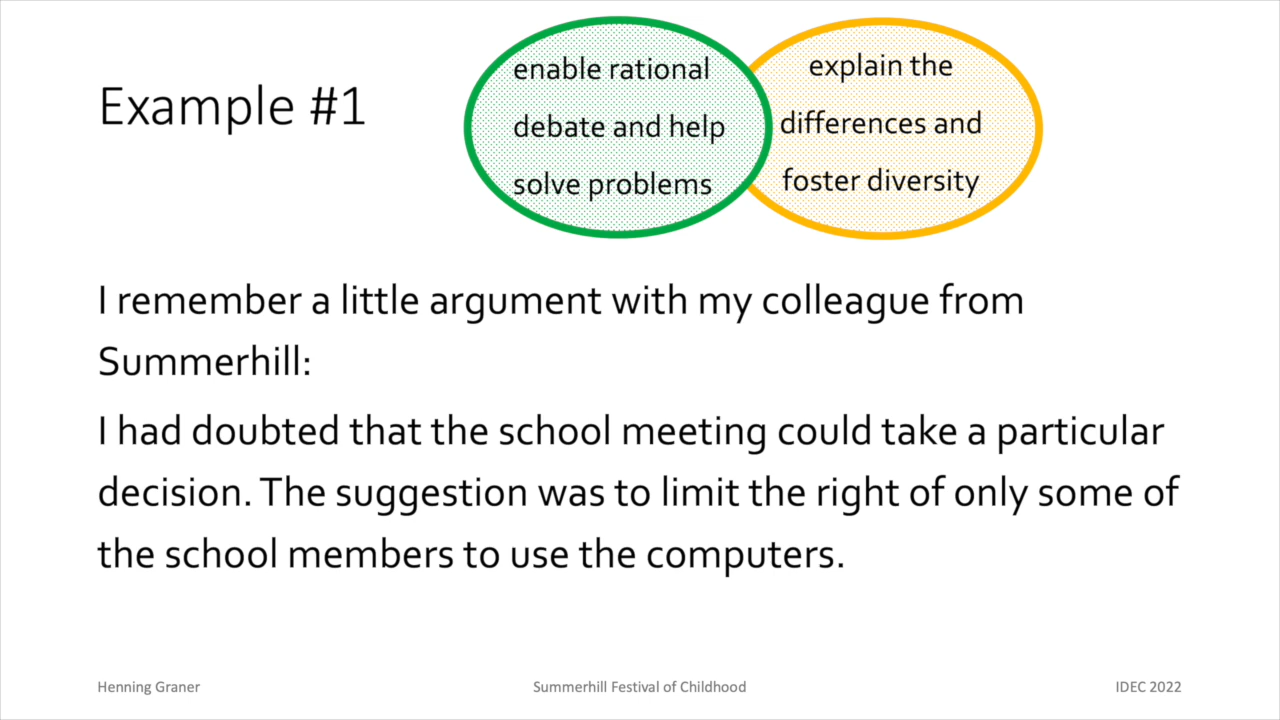 Example #1
enable rational
debate and help
solve problems
explain the
differences and
foster diversity
I remember a little argument with my colleague from
Summerhill:
I had doubted that the school meeting could take a particular
decision. The suggestion was to limit the right of only some of
the school members to use the computers.
Henning Graner
Summerhill Festival of Childhood
IDEC 2022